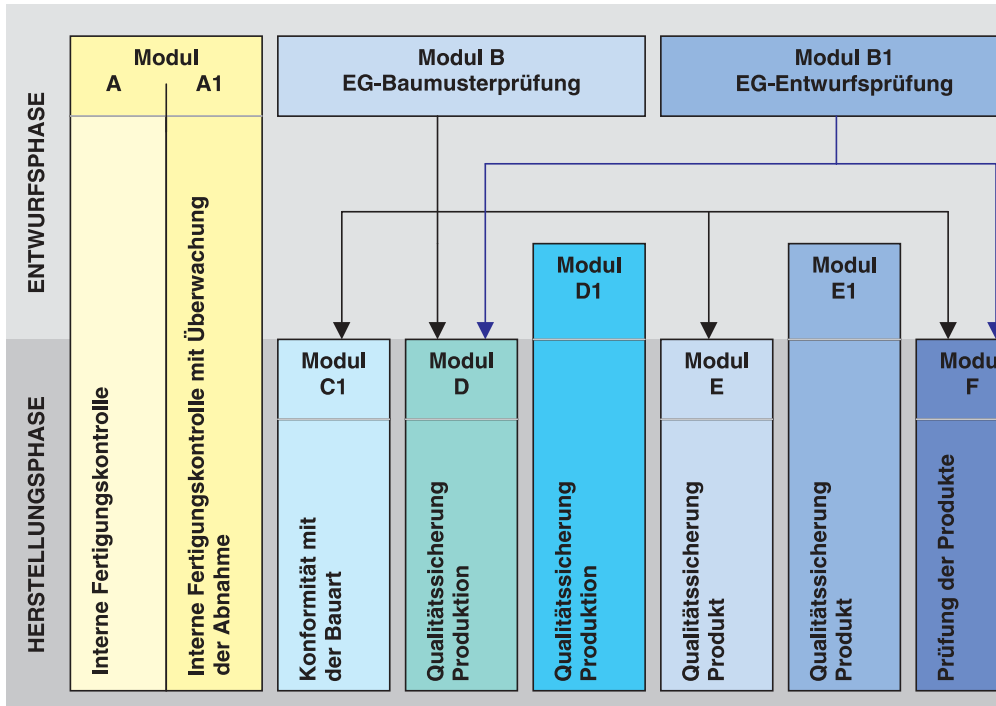 ENTWURFSPHASE
HERSTELLUNGSPHASE
Modul
A
A1
Interne Fertigungskontrolle
Interne Fertigungskontrolle mit Überwachung
der Abnahme
Modul B
EG-Baumusterprüfung
Modul B1
EG-Entwurfsprüfung
Modul
C1
Konformität mit
der Bauart
Modul
D
Qualitätssicherung
Produktion
Modul
D1
Qualitätssicherung
Produktion
Modul
E
Qualitätssicherung
Produkt
Modul
E1
Qualitätssicherung
Produkt
Modu
F
Prüfung der Produkte